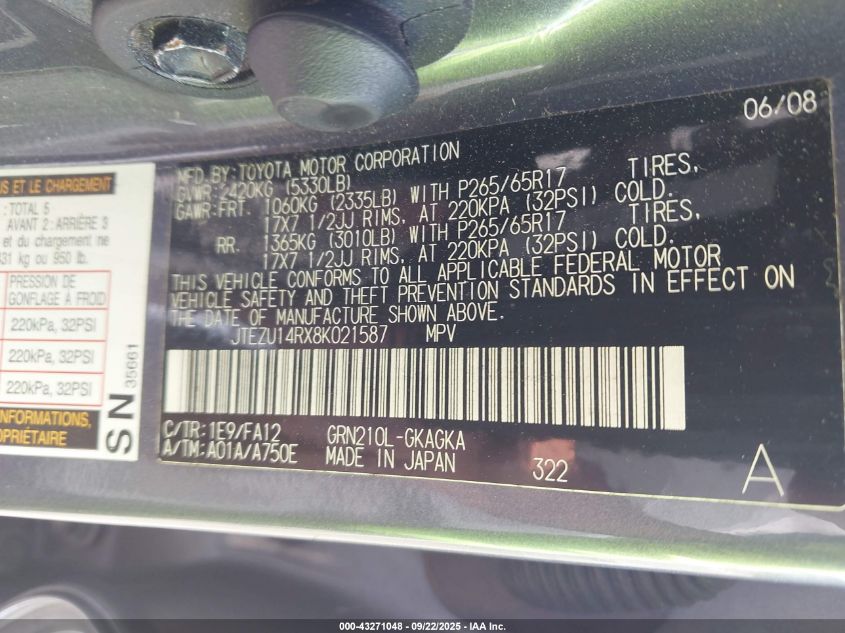 06/08
MFD.BY:TOYOTA MOTOR CORPORATION
GVWR:2420KG (5330LB)
GAWR:FRT. 1060KG (2335LB) WITH P265/65R17 TIRES,
17X7 1/2JJ RIMS, AT 220KPA (32PSI) COLD.
RR. 1365KG (3010LB) WITH P265/65R17 TIRES,
17X7 1/2JJ RIMS, AT 220KPA (32PSI) COLD.
THIS VEHICLE CONFORMS TO ALL APPLICABLE FEDERAL MOTOR
VEHICLE SAFETY AND THEFT PREVENTION STANDARDS IN EFFECT ON
THE DATE OF MANUFACTURE SHOWN ABOVE.
JTEZU14RX8K021587 MPV
C/TR:1E9/FA12 GRN210L-GKAGKA
A/TM:A01A/A750E MADE IN JAPAN 322 A
ET LE CHARGEMENT
: TOTAL 5
AVANT 2 : ARRIÈRE 3
et du chargement ne
kg ou 950 lb.
PRESSION DE
GONFLAGE À FROID
220kPa, 32PSI
220kPa, 32PSI
220kPa, 32PSI
INFORMATIONS,
PROPRIÉTAIRE
SN 35661
000-43271048 - 09/22/2025 - IAA Inc.